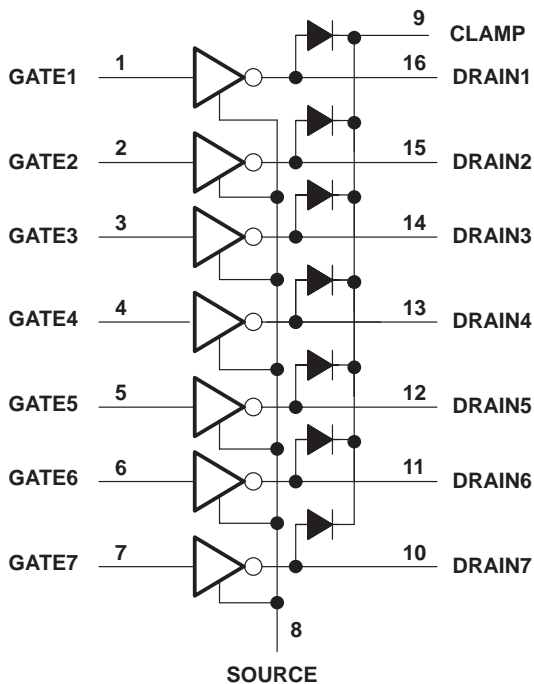 9 CLAMP
GATE1 1 16 DRAIN1
GATE2 2 15 DRAIN2
GATE3 3 14 DRAIN3
GATE4 4 13 DRAIN4
GATE5 5 12 DRAIN5
GATE6 6 11 DRAIN6
GATE7 7 10 DRAIN7
8
SOURCE